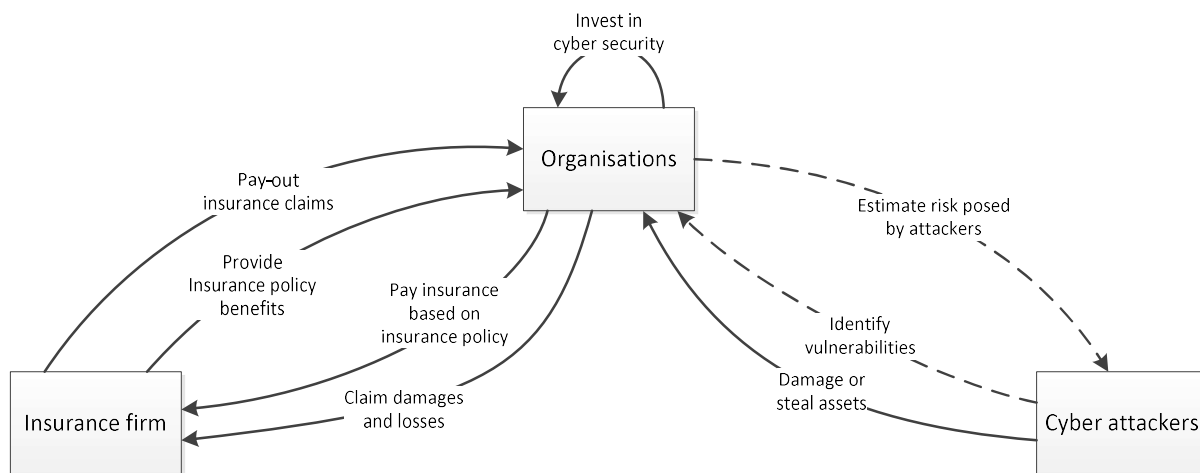 Invest in
cyber security
Organisations
Pay-out
insurance claims
Estimate risk posed
by attackers
Provide
Insurance policy
benefits
Pay insurance
based on
insurance policy
Identify
vulnerabilities
Damage or
steal assets
Claim damages
and losses
Insurance firm
Cyber attackers